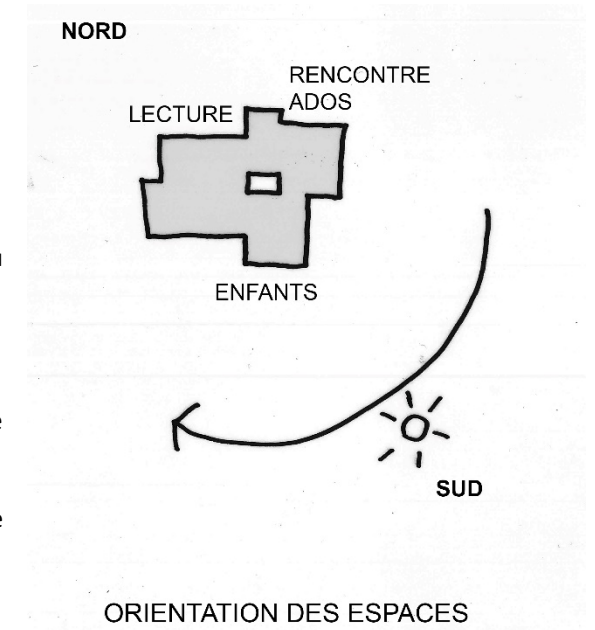 NORD
RENCONTRE
ADOS
LECTURE
ENFANTS
SUD
ORIENTATION DES ESPACES